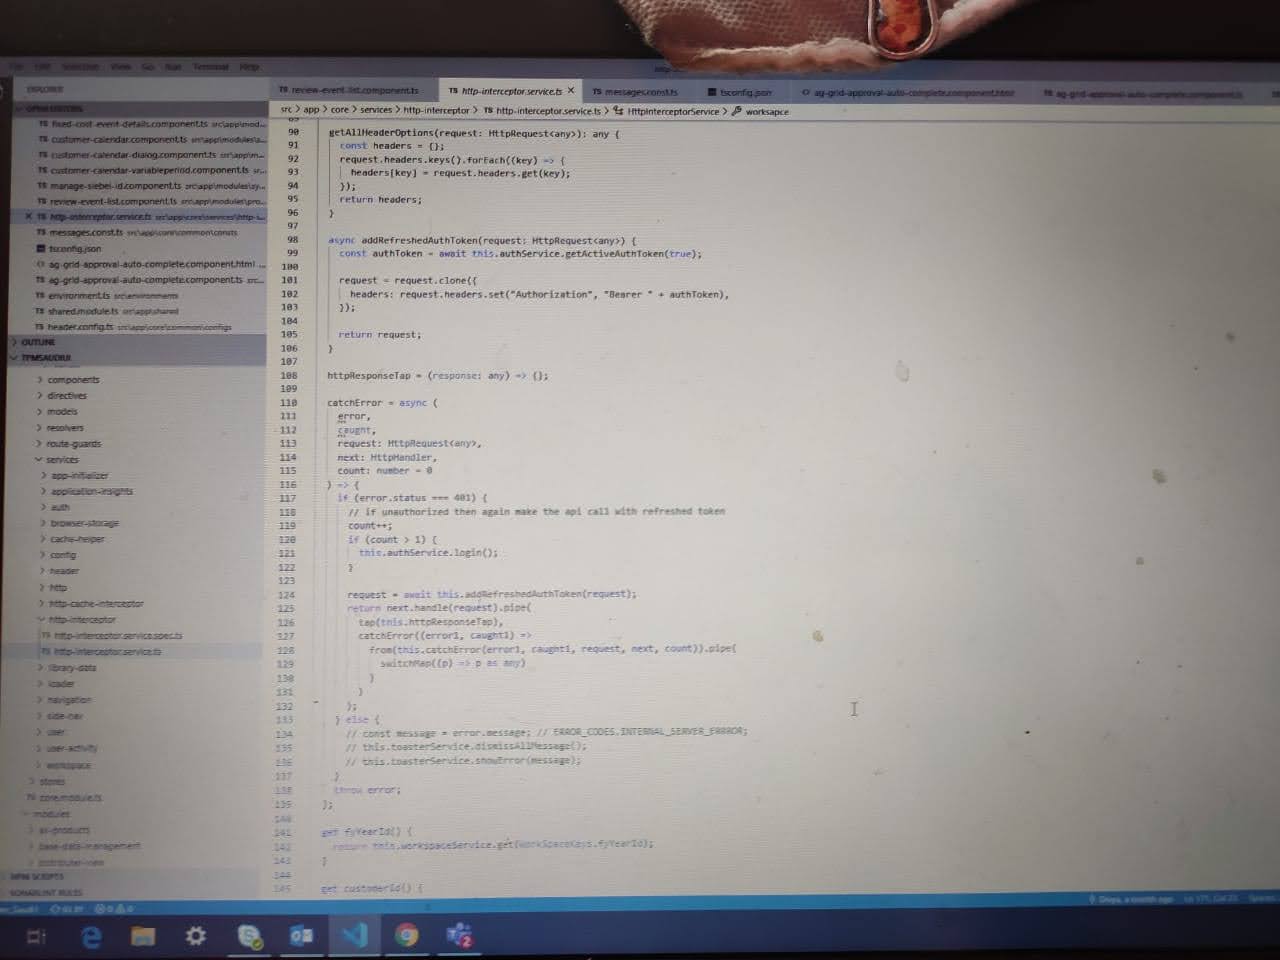 File Edit Selection View Go Run Terminal Help
EXPLORER
OPEN EDITORS
fixed-cost-event-details.component.ts src\app\mod...
TS customer-calendar.component.ts src\app\modules\s...
TS customer-calendar-dialog.component.ts src\app\m...
TS customer-calendar-variableperiod.component.ts src\ap...
TS manage-siebel-id.component.ts src\app\modules\sy...
TS review-event-list.component.ts src\app\modules\pro...
× TS http-interceptor.service.ts src\app\core\services\http-i...
TS messages.const.ts src\app\core\common\consts
tsconfig.json
ag-grid-approval-auto-complete.component.html ...
TS ag-grid-approval-auto-complete.component.ts src...
TS environment.ts src\environments
TS shared.module.ts src\app\shared
TS header.config.ts src\app\core\common\configs
OUTLINE
TPMSAUDIUI
components
directives
models
resolvers
route-guards
services
app-initializer
application-insights
auth
browser-storage
cache-helper
config
header
http
http-cache-interceptor
http-interceptor
TS http-interceptor.service.spec.ts
TS http-interceptor.service.ts
library-data
loader
navigation
side-nav
user
user-activity
workspace
stores
TS core.module.ts
modules
base-data-management
NPM SCRIPTS
SONARLINT RULES
TS review-event-list.component.ts
TS http-interceptor.service.ts ×
TS messages.const.ts
tsconfig.json
ag-grid-approval-auto-complete.component.html
TS ag-grid-approval-auto-complete.component.ts
src > app > core > services > http-interceptor > TS http-interceptor.service.ts > HttpInterceptorService > worksapce
89
90 getAllHeaderOptions(request: HttpRequest<any>): any {
91 const headers = {};
92 request.headers.keys().forEach((key) => {
93 headers[key] = request.headers.get(key);
94 });
95 return headers;
96 }
97
98 async addRefreshedAuthToken(request: HttpRequest<any>) {
99 const authToken = await this.authService.getActiveAuthToken(true);
100
101 request = request.clone({
102 headers: request.headers.set("Authorization", "Bearer " + authToken),
103 });
104
105 return request;
106 }
107
108 httpResponseTap = (response: any) => {};
109
110 catchError = async (
111 error,
112 caught,
113 request: HttpRequest<any>,
114 next: HttpHandler,
115 count: number = 0
116 ) => {
117 if (error.status === 401) {
118 // if unauthorized then again make the api call with refreshed token
119 count++;
120 if (count > 1) {
121 this.authService.login();
122 }
123
124 request = await this.addRefreshedAuthToken(request);
125 return next.handle(request).pipe(
126 tap(this.httpResponseTap),
127 catchError((error1, caught1) =>
128 from(this.catchError(error1, caught1, request, next, count)).pipe(
129 switchMap((p) => p as any)
130 )
131 )
132 );
133 } else {
134 // const message = error.message; // ERROR_CODES.INTERNAL_SERVER_ERRROR;
135 // this.toasterService.dismissAllMessage();
136 // this.toasterService.showError(message);
137 }
138 throw error;
139 };
140
141 get fyYearId() {
142 return this.workspaceService.get(WorkSpaceKeys.fyYearId);
143 }
144
145 get customerId() {
Divya, a month ago
2